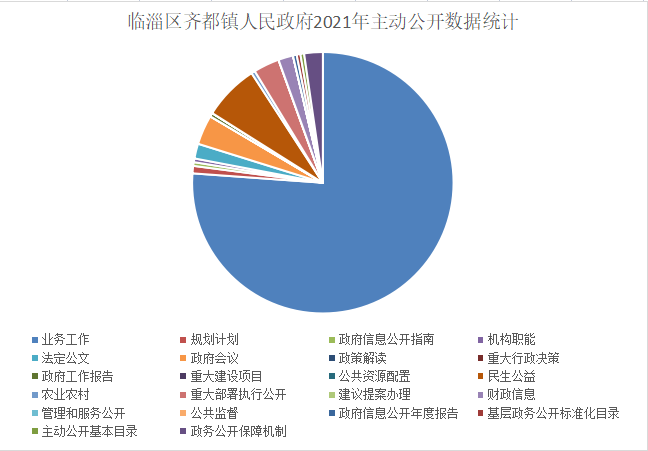 临淄区齐都镇人民政府2021年主动公开数据统计
业务工作 规划计划 政府信息公开指南 机构职能
法定公文 政府会议 政策解读 重大行政决策
政府工作报告 重大建设项目 公共资源配置 民生公益
农业农村 重大部署执行公开 建议提案办理 财政信息
管理和服务公开 公共监督 政府信息公开年度报告 基层政务公开标准化目录
主动公开基本目录 政务公开保障机制